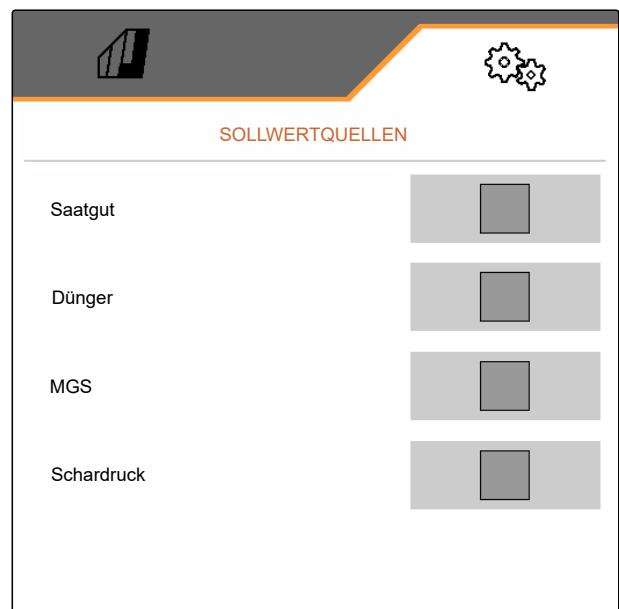 SOLLWERTQUELLEN
Saatgut
Dünger
MGS
Schardruck